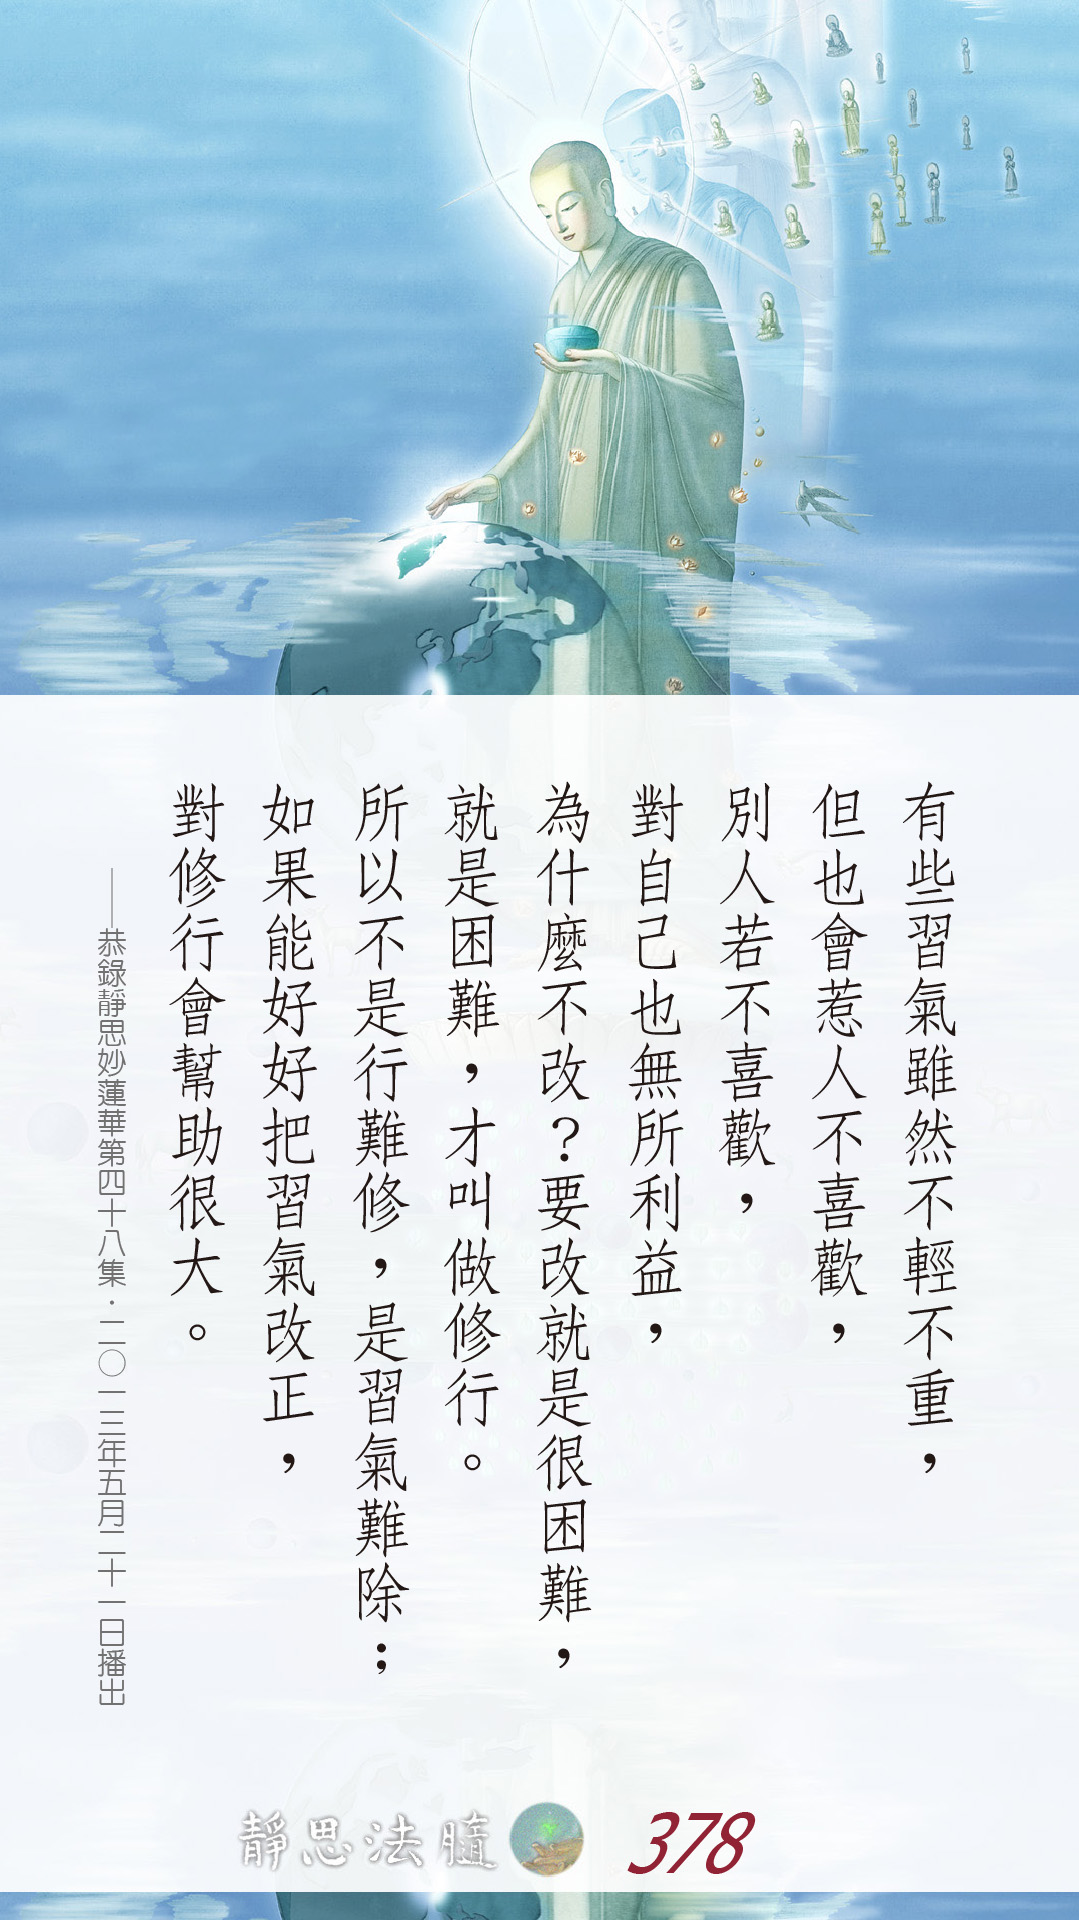 有些習氣雖然不輕不重，
但也會惹人不喜歡，
別人若不喜歡，
對自己也無所利益，
為什麼不改？要改就是很困難，
就是困難，才叫做修行。
所以不是行難修，是習氣難除；
如果能好好把習氣改正，
對修行會幫助很大。
——恭錄靜思妙蓮華第四十八集．二〇一三年五月二十一日播出
靜思法髓 378